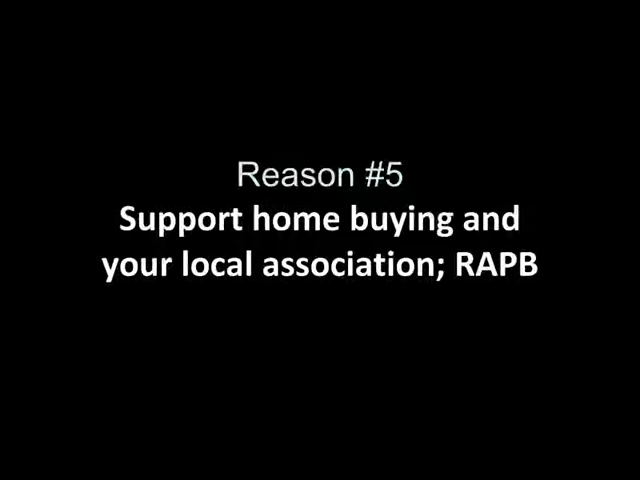 Reason #5
Support home buying and
your local association; RAPB